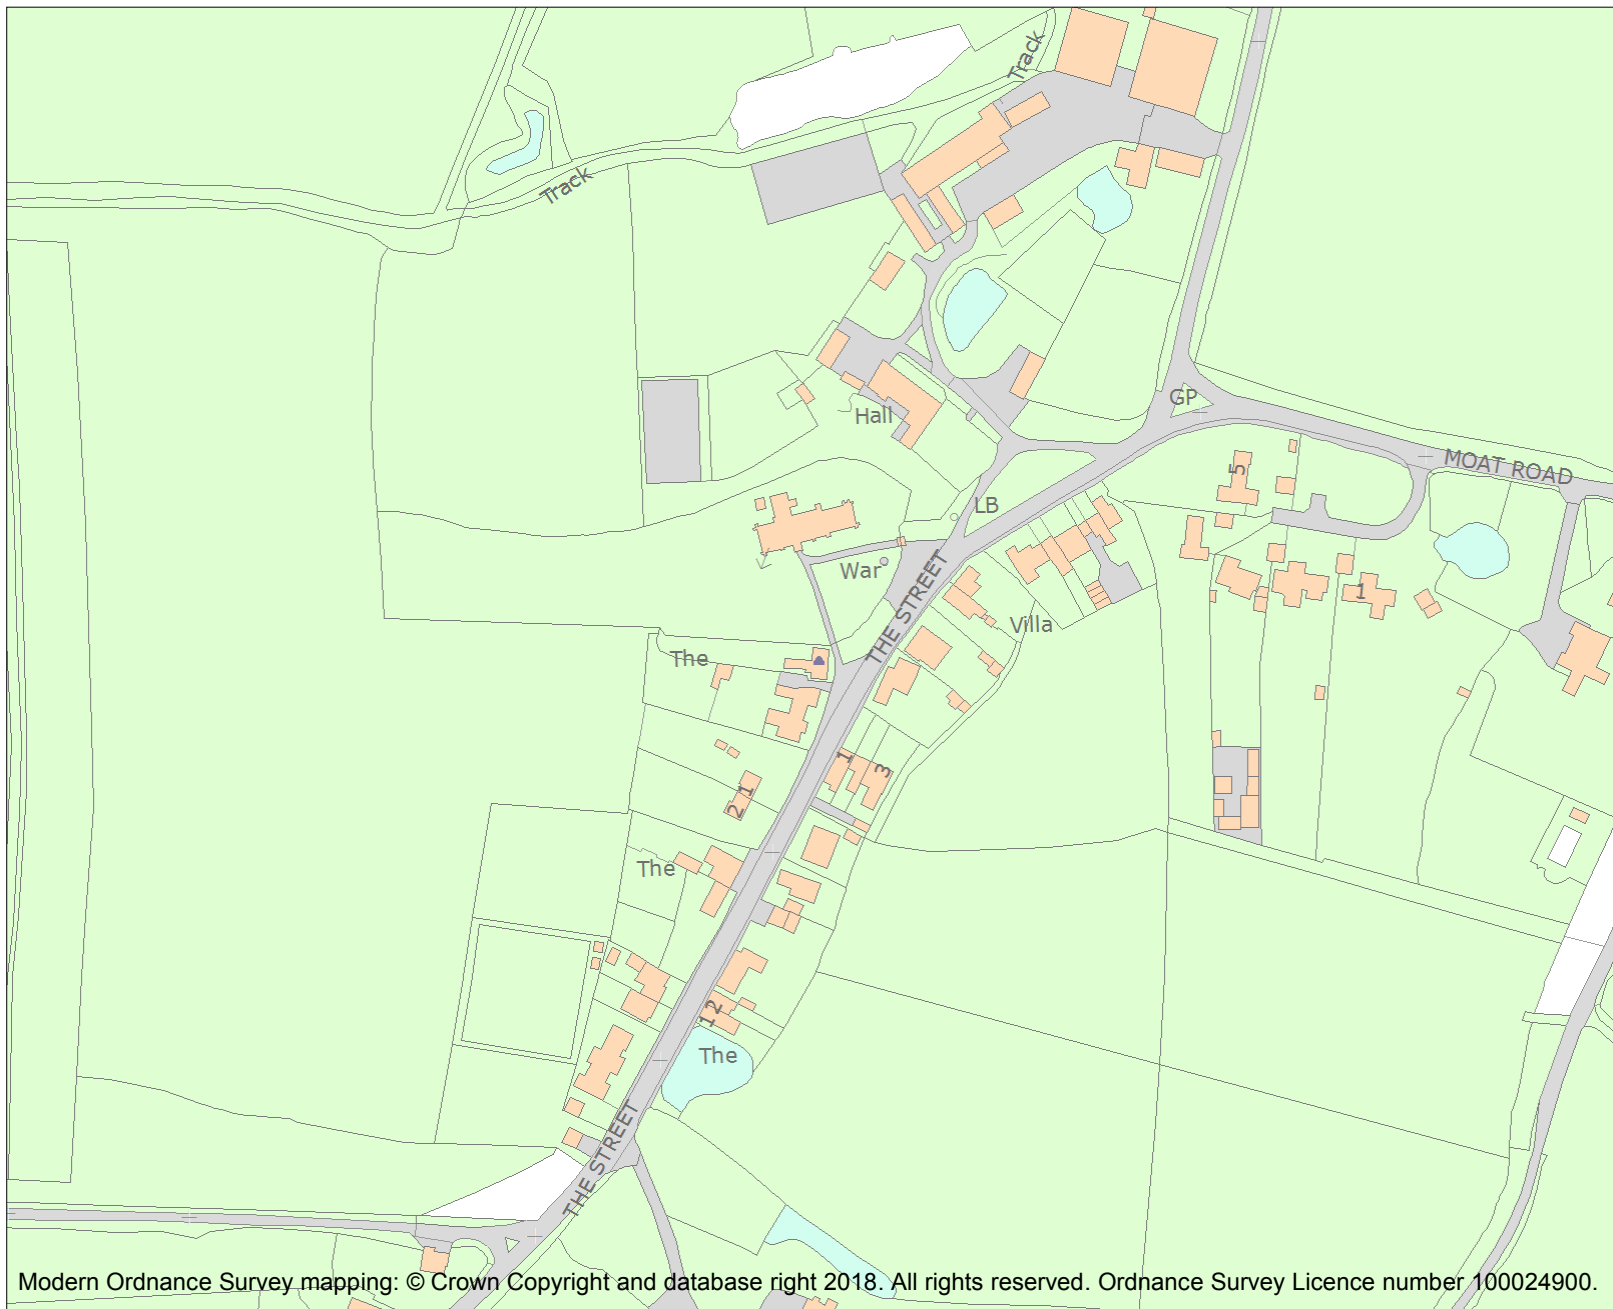 Track
Track
GP
Hall
MOAT ROAD
5
LB
War
THE STREET
1
Villa
The
1
3
1
2
The
2
1
The
THE STREET
Modern Ordnance Survey mapping: © Crown Copyright and database right 2018. All rights reserved. Ordnance Survey Licence number 100024900.